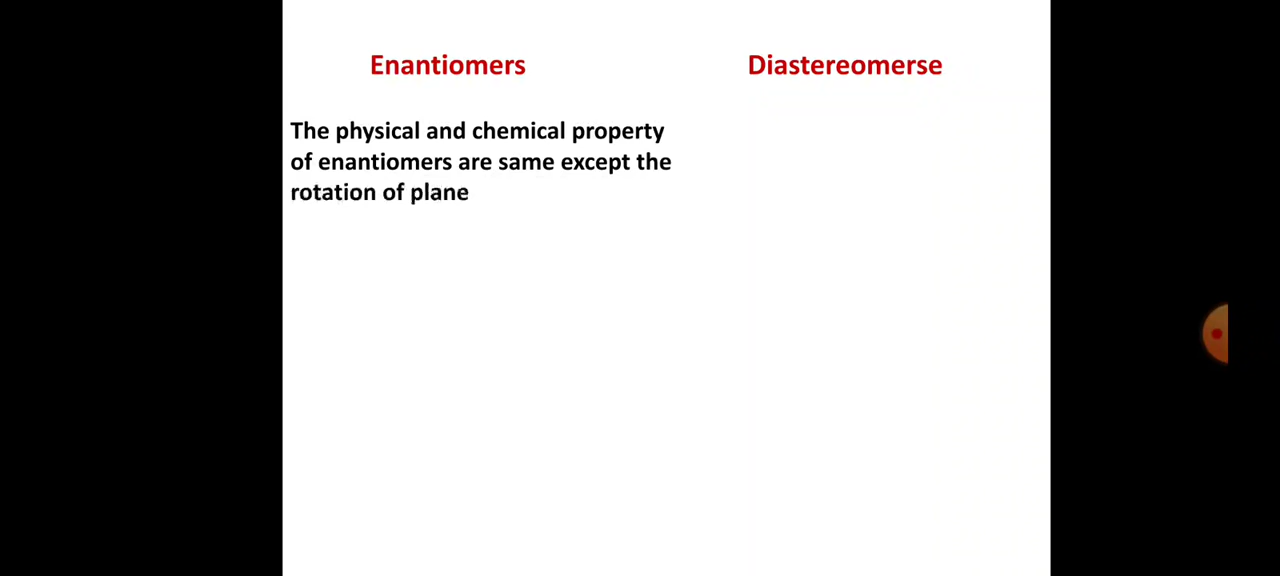 Enantiomers
Diastereomerse
The physical and chemical property
of enantiomers are same except the
rotation of plane